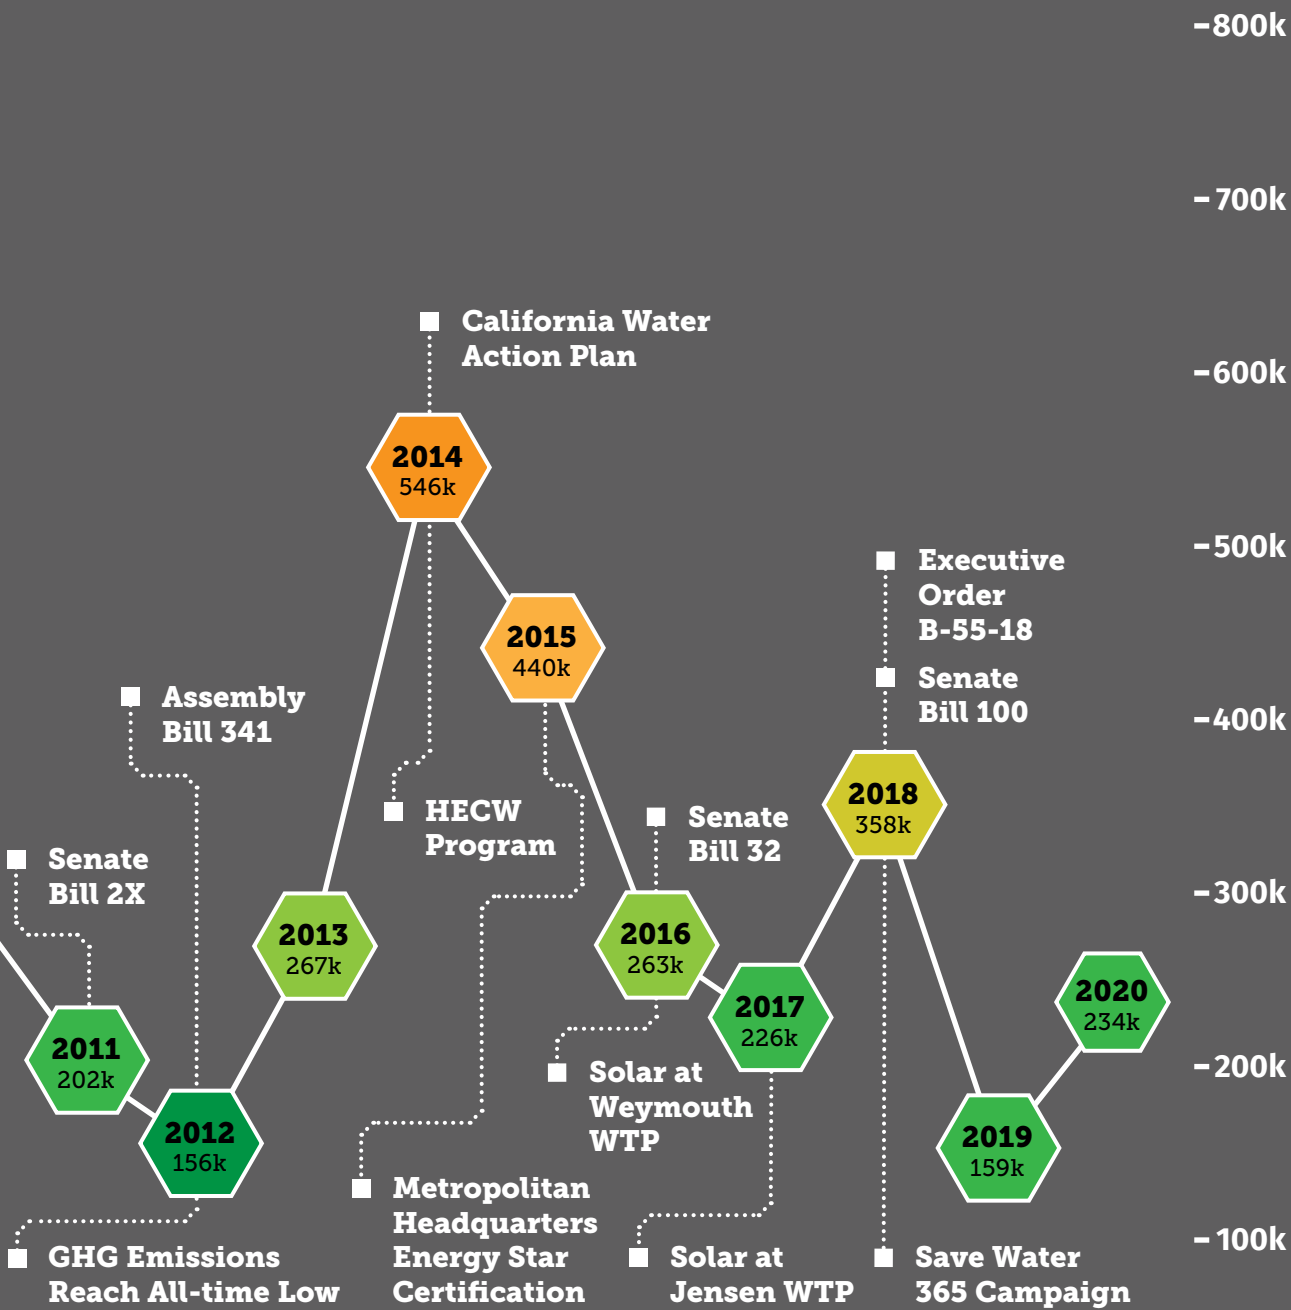 -800k
-700k
California Water
Action Plan
-600k
2014
546k
-500k
Executive
Order
B-55-18
2015
440k
Senate
Bill 100
Assembly
Bill 341
-400k
2018
358k
HECW
Program
Senate
Bill 32
Senate
Bill 2X
-300k
2013
267k
2016
263k
2017
226k
2020
234k
2011
202k
-200k
Solar at
Weymouth
WTP
2012
156k
2019
159k
Metropolitan
Headquarters
Energy Star
Certification
-100k
GHG Emissions
Reach All-time Low
Solar at
Jensen WTP
Save Water
365 Campaign